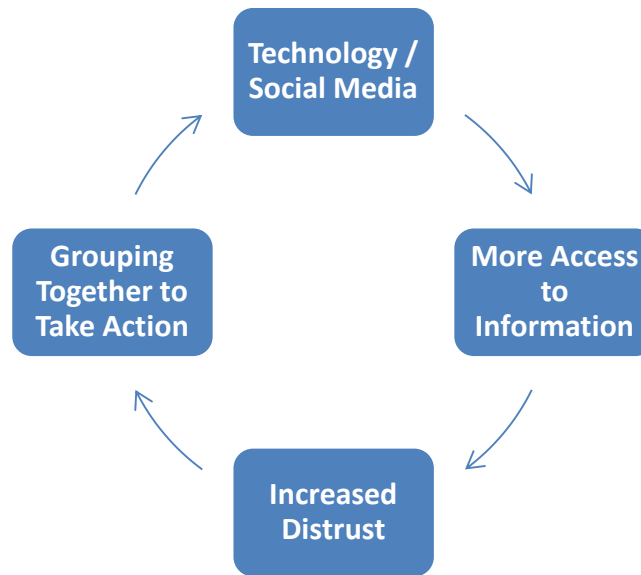 Technology /
Social Media
More Access
to
Information
Increased
Distrust
Grouping
Together to
Take Action